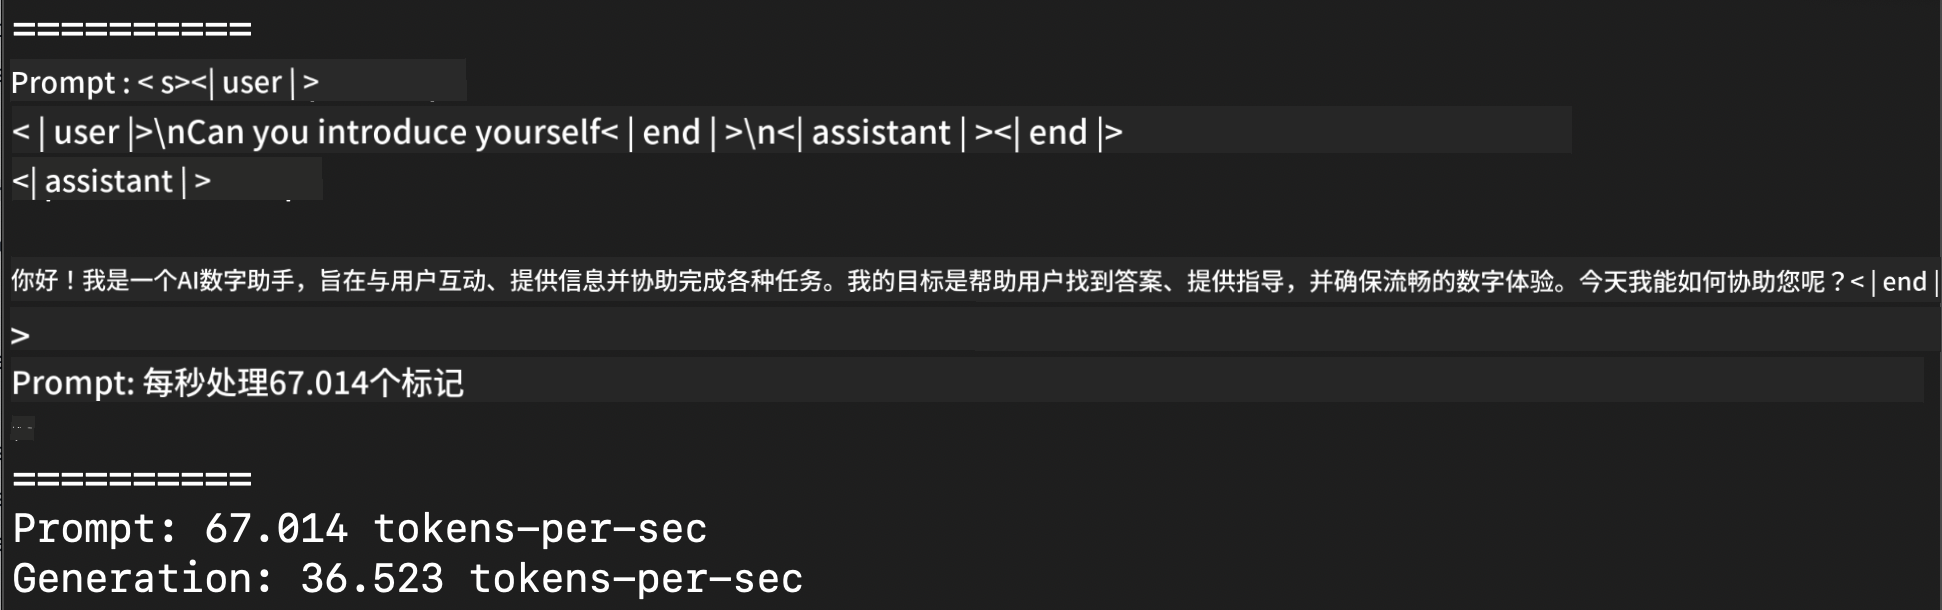 ==========
Prompt : < s><| user | >
< | user |>\nCan you introduce yourself< | end | >\n<| assistant | ><| end |>
<| assistant | >
你好！我是一个AI数字助手，旨在与用户互动、提供信息并协助完成各种任务。我的目标是帮助用户找到答案、提供指导，并确保流畅的数字体验。今天我能如何协助您呢？< | end |
>
Prompt: 每秒处理67.014个标记
==========
Prompt: 67.014 tokens-per-sec
Generation: 36.523 tokens-per-sec